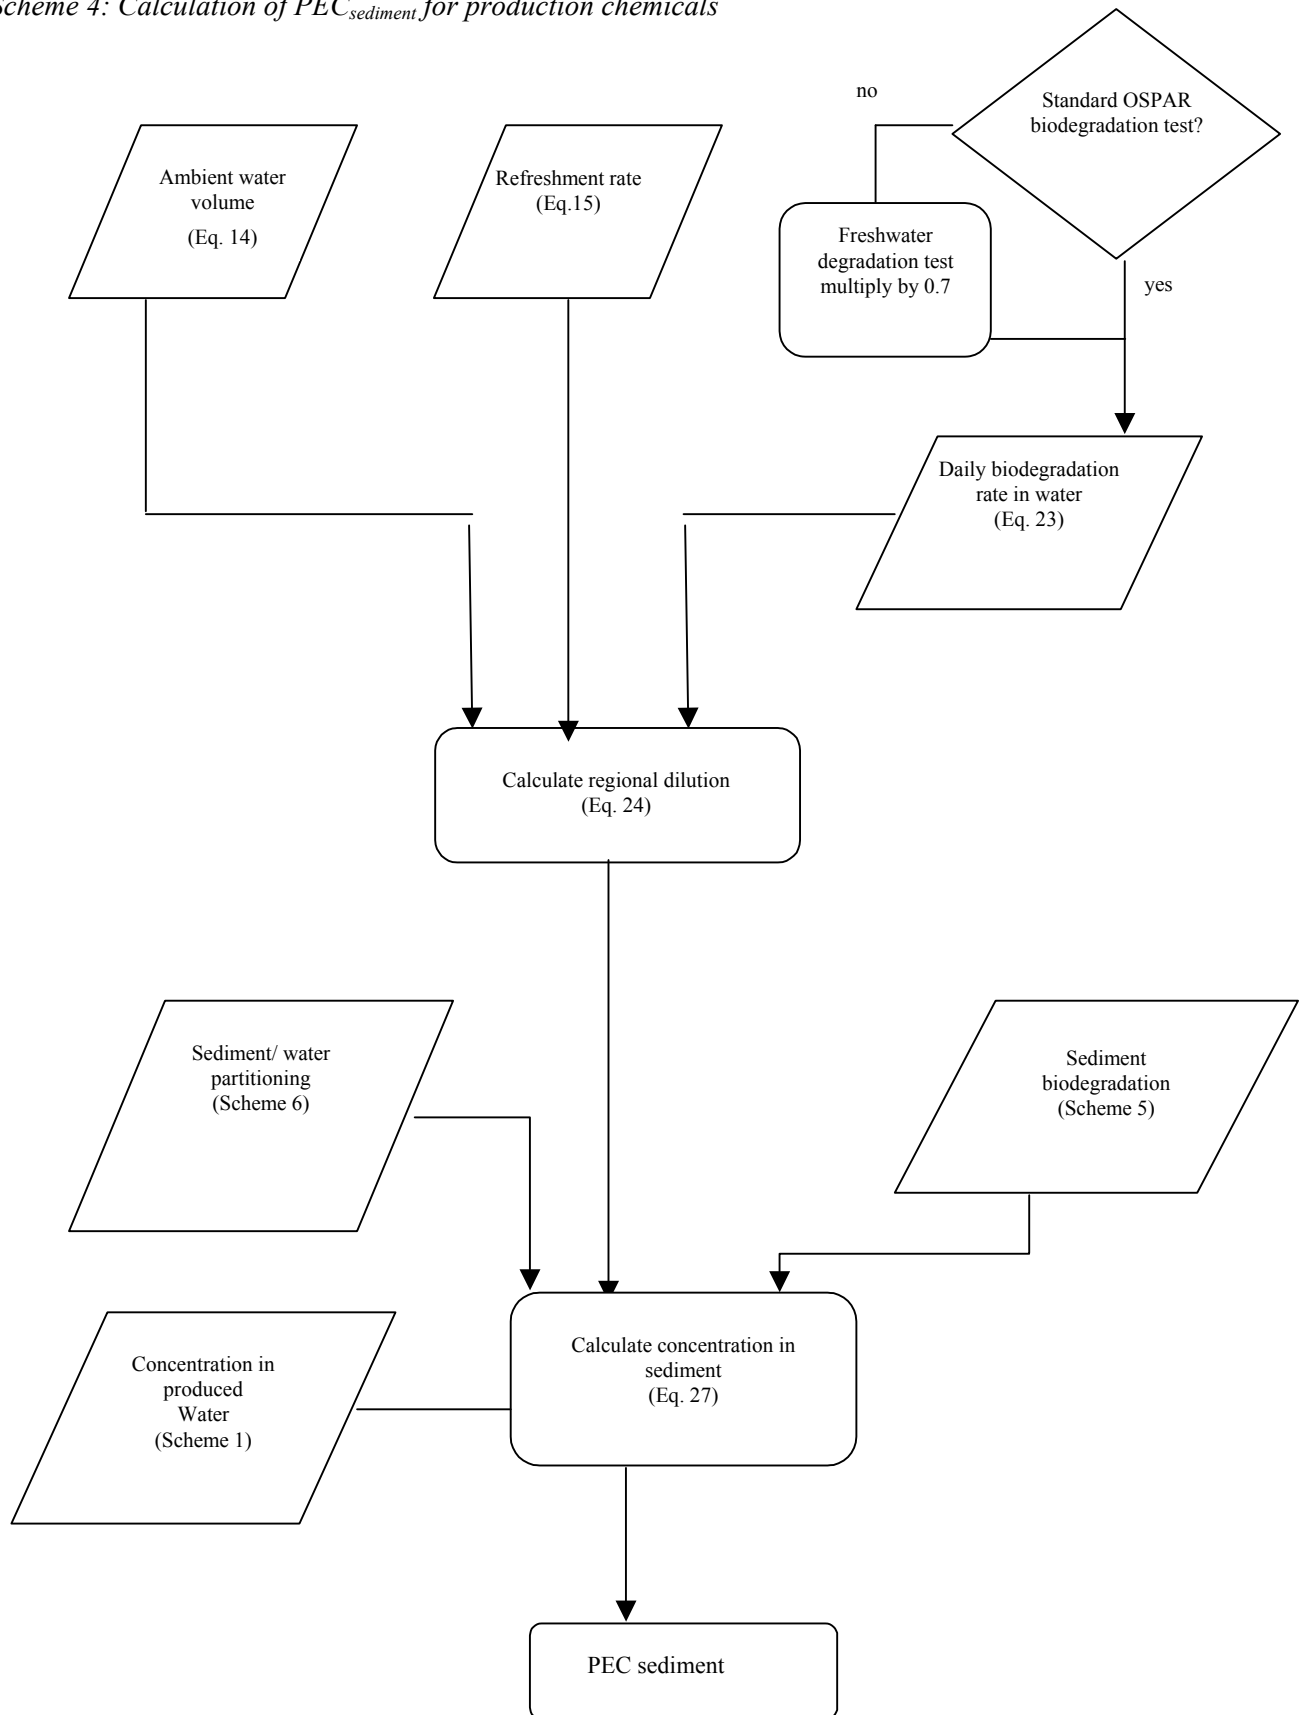 Scheme 4: Calculation of PECsediment for production chemicals
no
Standard OSPAR
biodegradation test?
Ambient water
volume
(Eq. 14)
Refreshment rate
(Eq.15)
Freshwater
degradation test
multiply by 0.7
yes
Daily biodegradation
rate in water
(Eq. 23)
Calculate regional dilution
(Eq. 24)
Sediment/ water
partitioning
(Scheme 6)
Sediment
biodegradation
(Scheme 5)
Calculate concentration in
sediment
(Eq. 27)
Concentration in
produced
Water
(Scheme 1)
PEC sediment